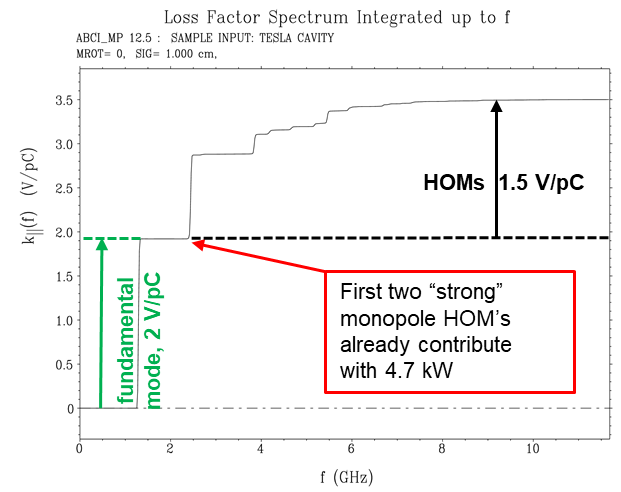 Loss Factor Spectrum Integrated up to f
ABCI_MP 12.5 : SAMPLE INPUT: TESLA CAVITY
MROT= 0, SIG= 1.000 cm,
k||(f) (V/pC)
3.5
3.0
2.5
2.0
1.5
1.0
0.5
0
HOMs 1.5 V/pC
fundamental
mode, 2 V/pC
First two “strong”
monopole HOM’s
already contribute
with 4.7 kW
0 2 4 6 8 10
f (GHz)